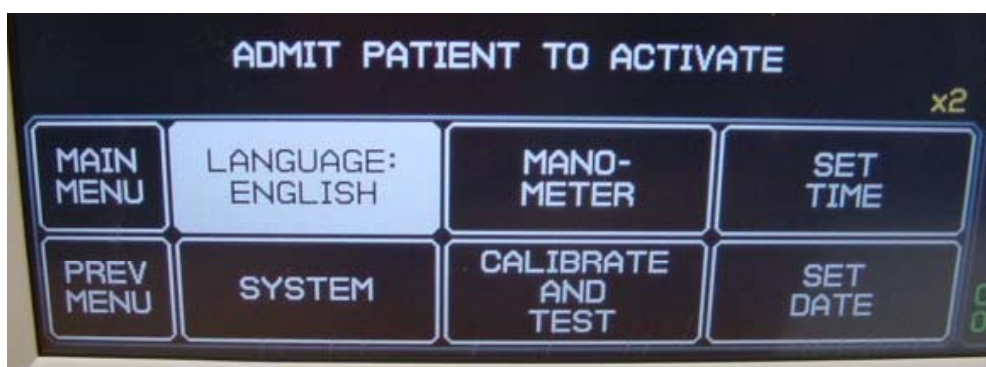 ADMIT PATIENT TO ACTIVATE
x2
MAIN
MENU
LANGUAGE:
ENGLISH
MANO-
METER
SET
TIME
PREV
MENU
SYSTEM
CALIBRATE
AND
TEST
SET
DATE